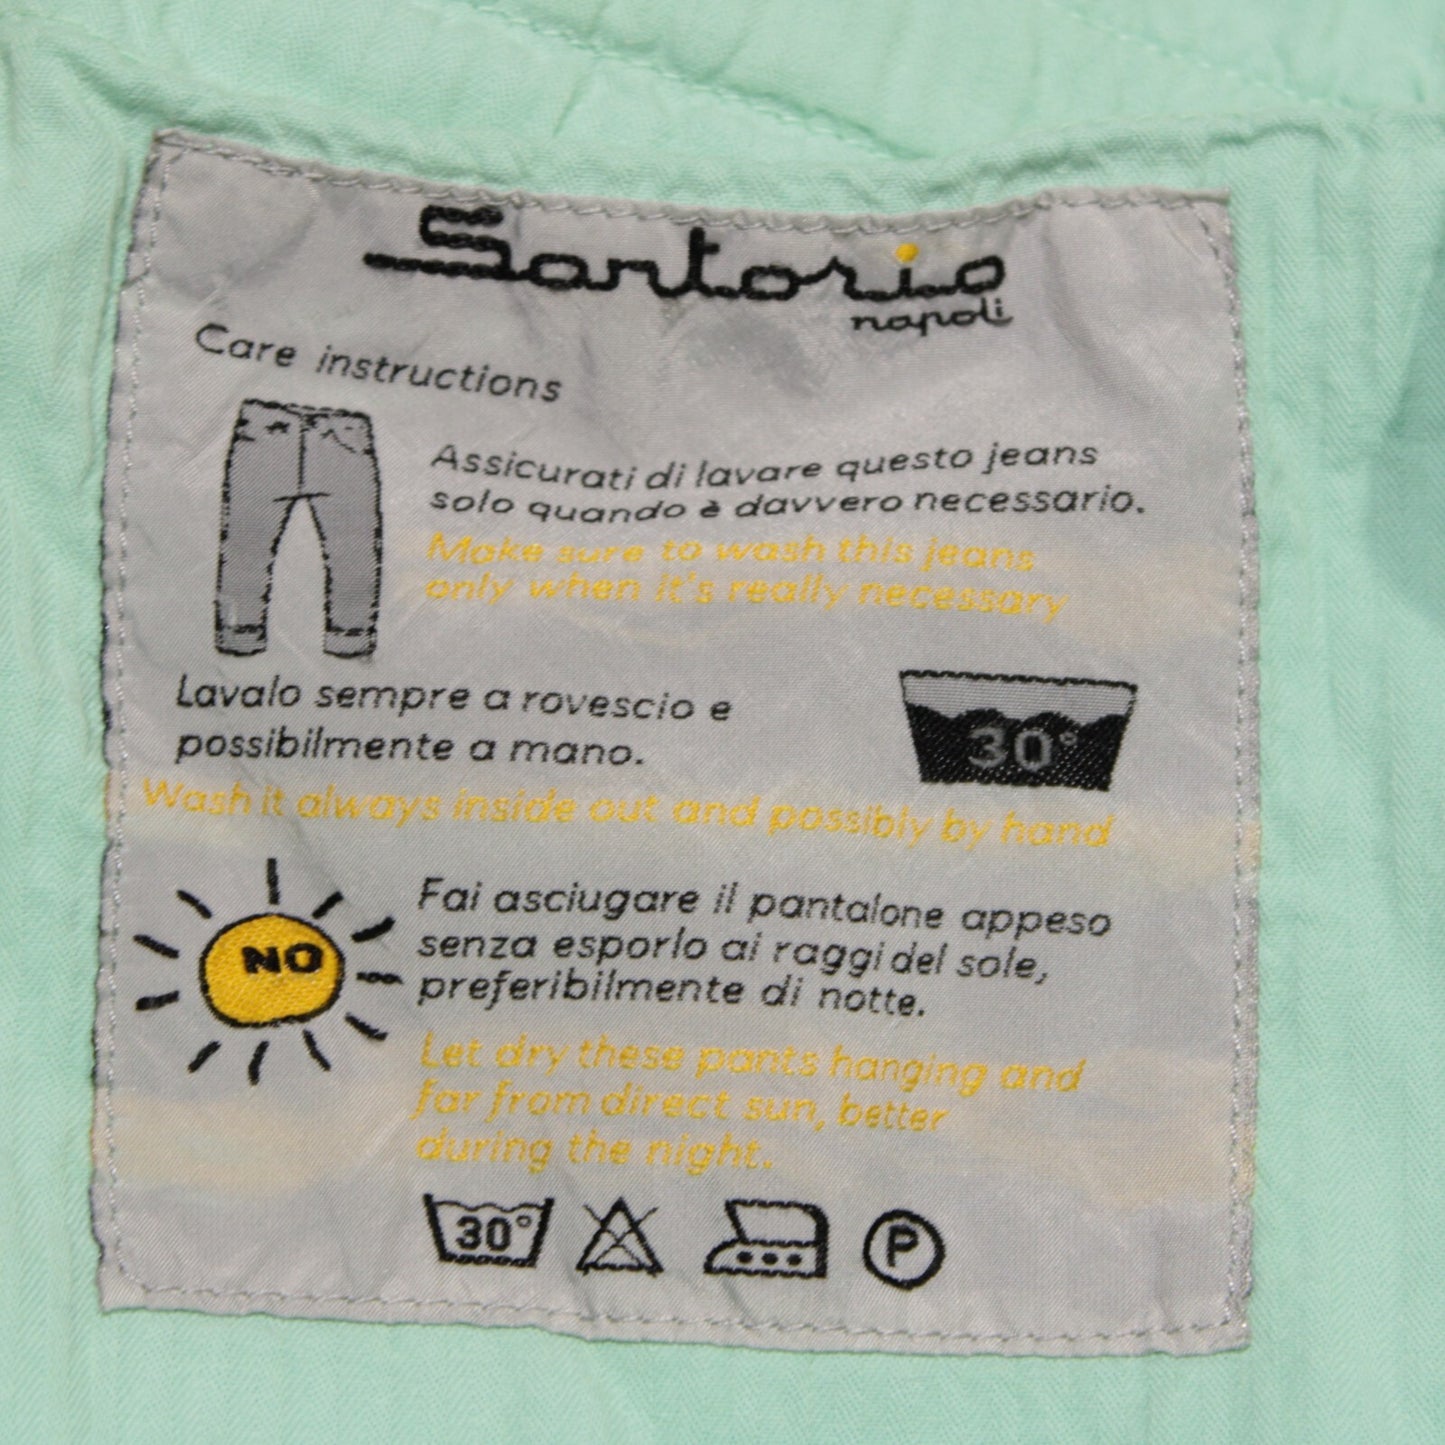 Sartorio
napoli
Care instructions
Assicurati di lavare questo jeans
solo quando è davvero necessario.
Make sure to wash this jeans
only when it's really necessary
Lavalo sempre a rovescio e
possibilmente a mano.
30°
Wash it always inside out and possibly by hand
NO
Fai asciugare il pantalone appeso
senza esporlo ai raggi del sole,
preferibilmente di notte.
Let dry these pants hanging and
far from direct sun, better
during the night.
30° P